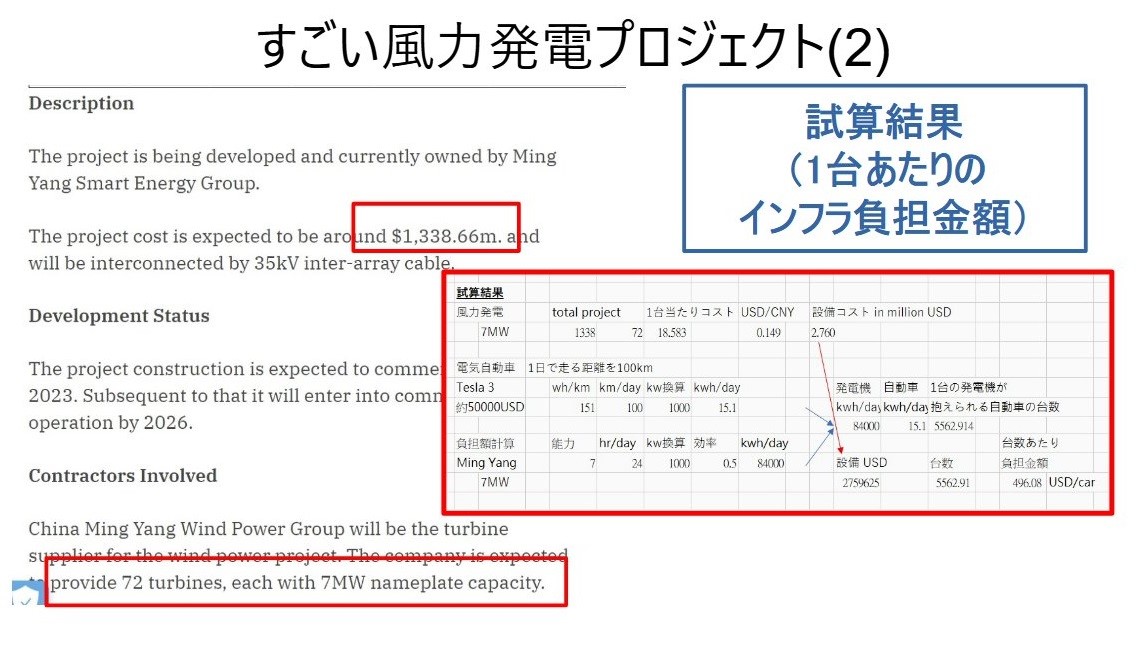 すごい風力発電プロジェクト(2)
Description
The project is being developed and currently owned by Ming
Yang Smart Energy Group.
The project cost is expected to be around $1,338.66m. and
will be interconnected by 35kV inter-array cable.
Development Status
The project construction is expected to comme
2023. Subsequent to that it will enter into comm
operation by 2026.
Contractors Involved
China Ming Yang Wind Power Group will be the turbine
supplier for the wind power project. The company is expected
provide 72 turbines, each with 7MW nameplate capacity.
試算結果
(1台あたりの
インフラ負担金額)
試算結果
風力発電 total project 1台当たりコスト USD/CNY 設備コスト in million USD
7MW 1338 72 18.583 0.149 2.760
電気自動車 1日で走る距離を100km
Tesla 3 wh/km km/day kw換算 kwh/day 発電機 自動車 1台の発電機が
約50000USD 151 100 1000 15.1 kwh/day kwh/day 抱えられる自動車の台数
84000 15.1 5562.914
負担額計算 能力 hr/day kw換算 効率 kwh/day 台数あたり
Ming Yang 7 24 1000 0.5 84000 設備 USD 台数 負担金額
7MW 2759625 5562.91 496.08 USD/car